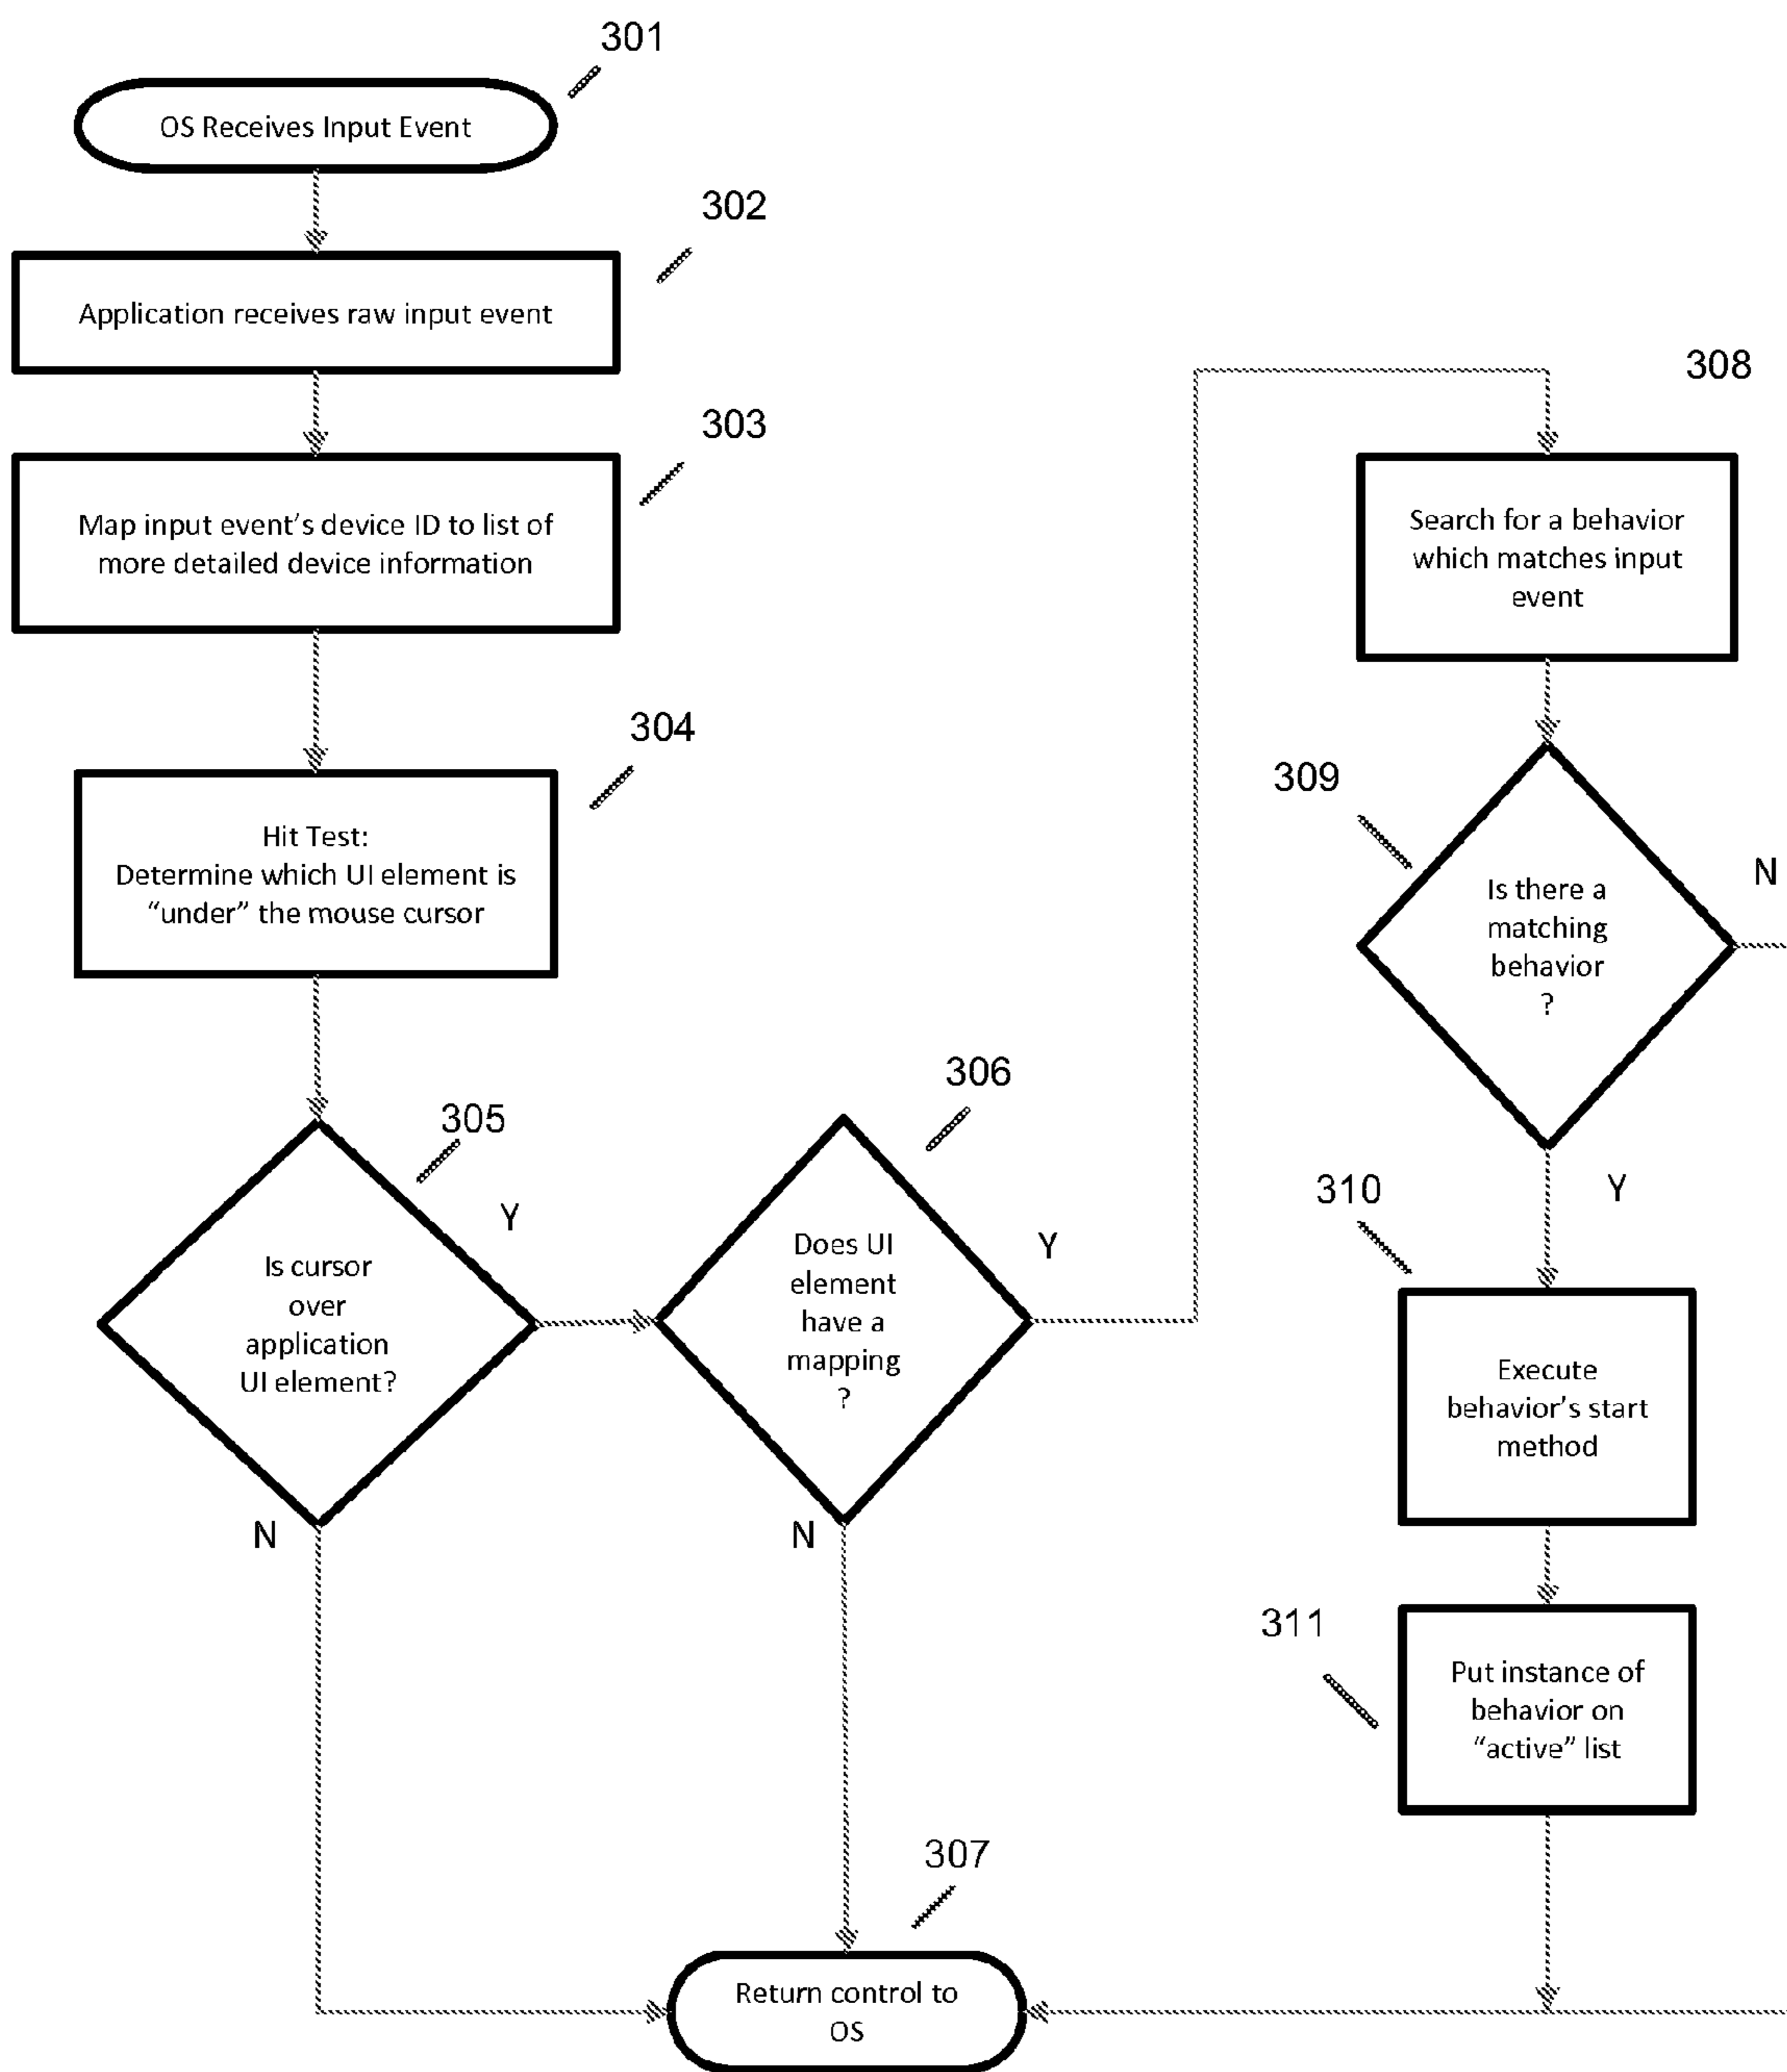 301
OS Receives Input Event
302
Application receives raw input event
303
Map input event's device ID to list of
more detailed device information
304
Hit Test:
Determine which UI element is
“under” the mouse cursor
305
Is cursor
over
application
UI element?
Y
N
306
Does UI
element
have a
mapping
?
Y
N
307
Return control to
OS
308
Search for a behavior
which matches input
event
309
Is there a
matching
behavior
?
N
Y
310
Execute
behavior’s start
method
311
Put instance of
behavior on
“active” list